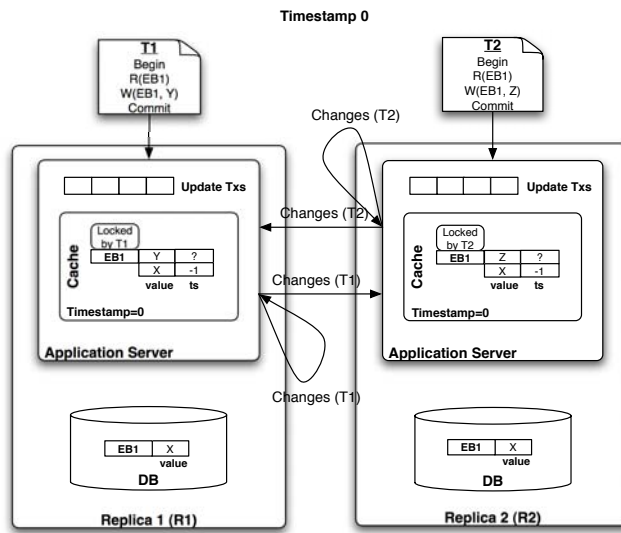 Timestamp 0
T1
Begin
R(EB1)
W(EB1, Y)
Commit
T2
Begin
R(EB1)
W(EB1, Z)
Commit
Changes (T2)
Update Txs
Cache
Locked
by T1
EB1 Y ?
X -1
value ts
Timestamp=0
Application Server
Changes (T2)
Changes (T1)
Changes (T1)
Update Txs
Cache
Locked
by T2
EB1 Z ?
X -1
value ts
Timestamp=0
Application Server
EB1 X
value
DB
Replica 1 (R1)
EB1 X
value
DB
Replica 2 (R2)